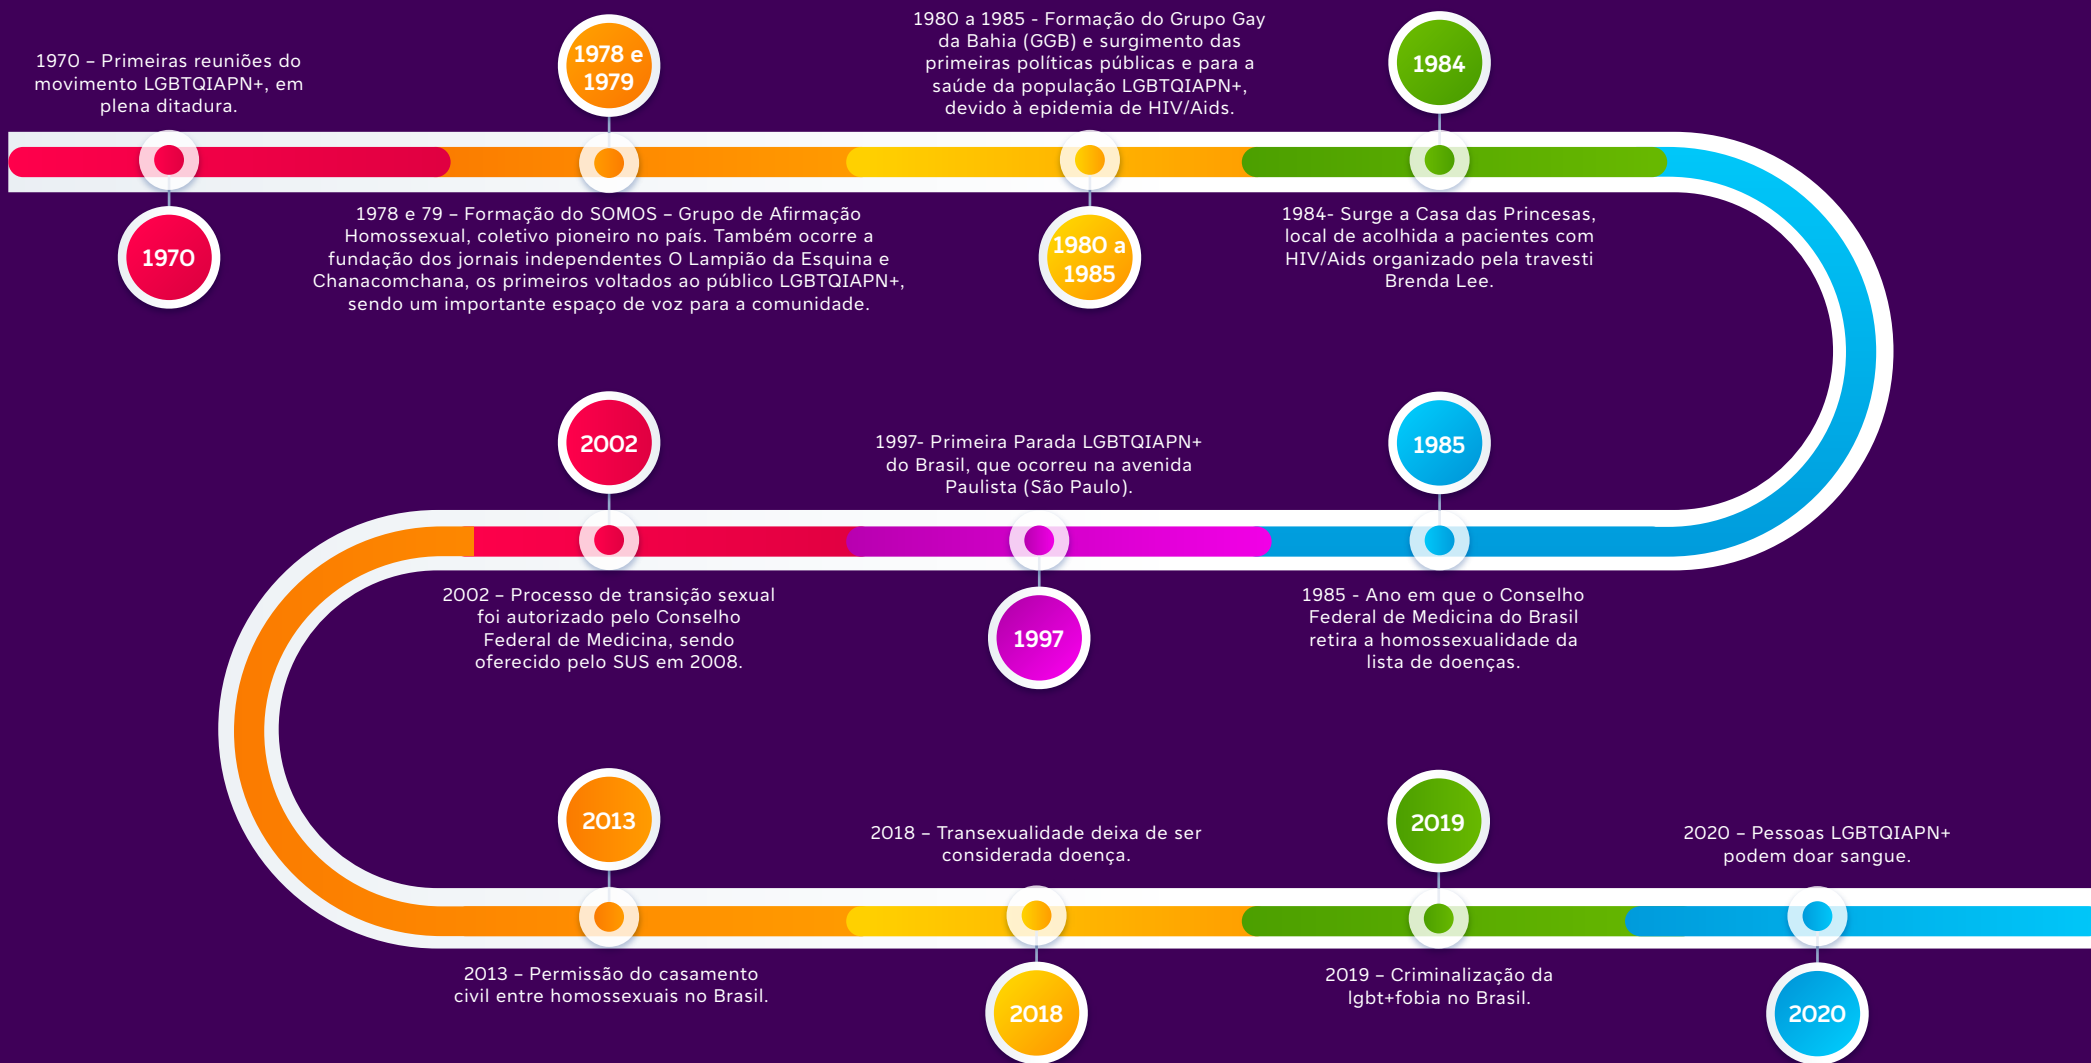 1970 – Primeiras reuniões do
movimento LGBTQIAPN+, em
plena ditadura.
1970
1978 e
1979
1978 e 79 – Formação do SOMOS – Grupo de Afirmação
Homossexual, coletivo pioneiro no país. Também ocorre a
fundação dos jornais independentes O Lampião da Esquina e
Chanacomchana, os primeiros voltados ao público LGBTQIAPN+,
sendo um importante espaço de voz para a comunidade.
1980 a 1985 - Formação do Grupo Gay
da Bahia (GGB) e surgimento das
primeiras políticas públicas e para a
saúde da população LGBTQIAPN+,
devido à epidemia de HIV/Aids.
1980 a
1985
1984
1984- Surge a Casa das Princesas,
local de acolhida a pacientes com
HIV/Aids organizado pela travesti
Brenda Lee.
1985
1985 - Ano em que o Conselho
Federal de Medicina do Brasil
retira a homossexualidade da
lista de doenças.
1997- Primeira Parada LGBTQIAPN+
do Brasil, que ocorreu na avenida
Paulista (São Paulo).
1997
2002
2002 – Processo de transição sexual
foi autorizado pelo Conselho
Federal de Medicina, sendo
oferecido pelo SUS em 2008.
2013
2013 – Permissão do casamento
civil entre homossexuais no Brasil.
2018 – Transexualidade deixa de ser
considerada doença.
2018
2019
2019 – Criminalização da
lgbt+fobia no Brasil.
2020 – Pessoas LGBTQIAPN+
podem doar sangue.
2020